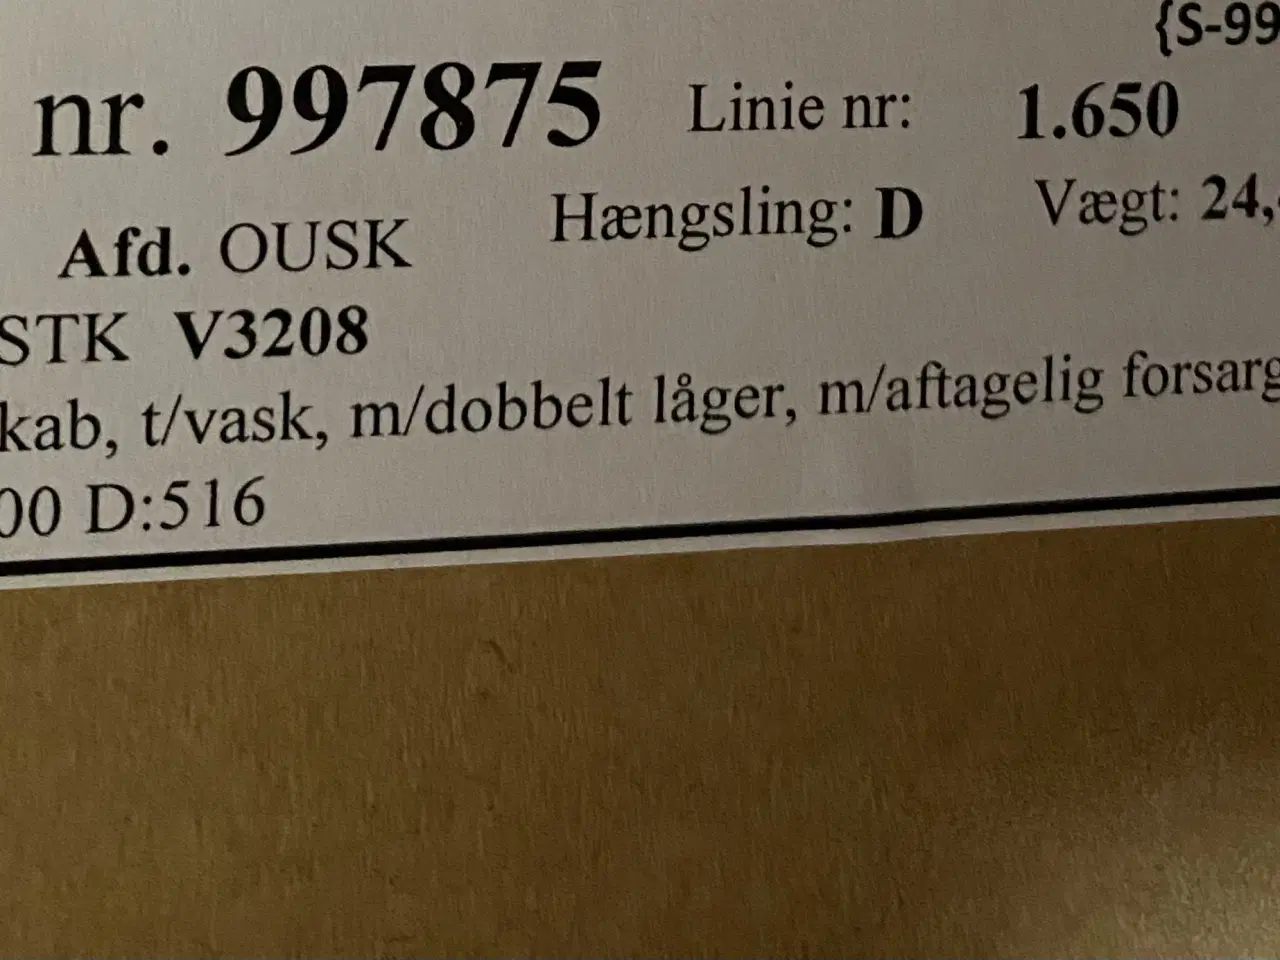 {S-99
nr. 997875 Linie nr: 1.650
Afd. OUSK Hængsling: D Vægt: 24,
STK V3208
kab, t/vask, m/dobbelt låger, m/aftagelig forsarg
00 D:516